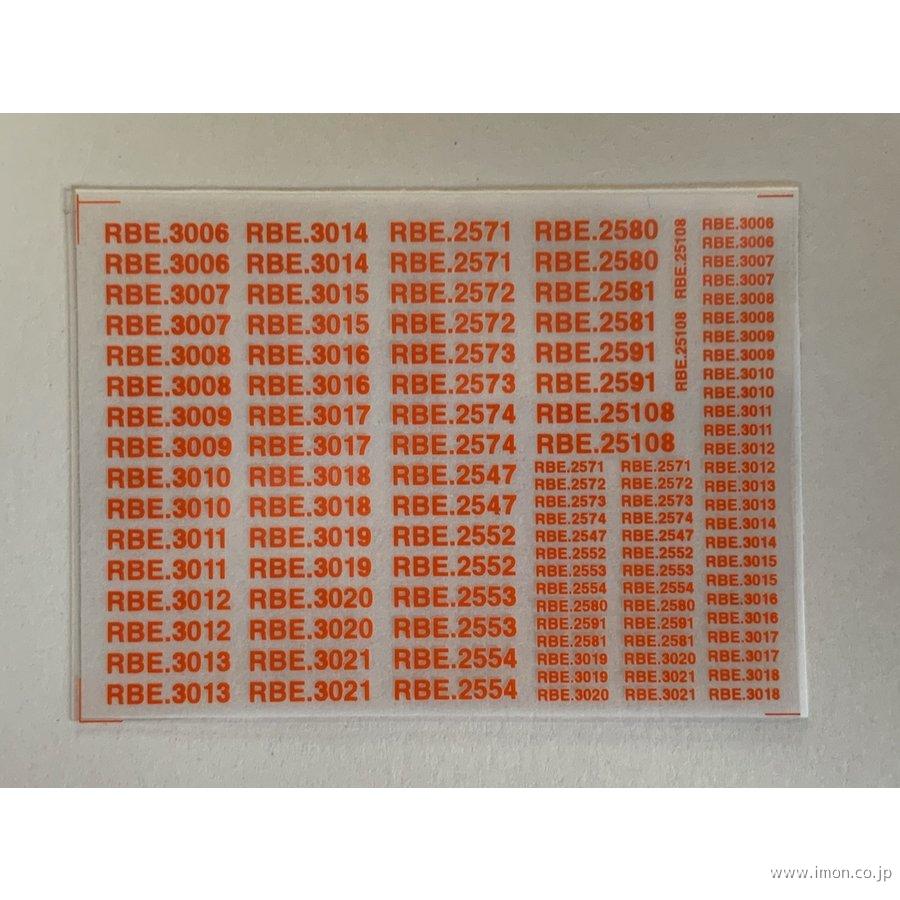 RBE.3006 RBE.3014 RBE.2571 RBE.2580
RBE.3006 RBE.3014 RBE.2571 RBE.2580
RBE.3007 RBE.3015 RBE.2572 RBE.2581
RBE.3007 RBE.3015 RBE.2572 RBE.2581
RBE.3008 RBE.3016 RBE.2573 RBE.2591
RBE.3008 RBE.3016 RBE.2573 RBE.2591
RBE.3009 RBE.3017 RBE.2574 RBE.25108
RBE.3009 RBE.3017 RBE.2574 RBE.25108
RBE.3010 RBE.3018 RBE.2547
RBE.3010 RBE.3018 RBE.2547
RBE.3011 RBE.3019 RBE.2552
RBE.3011 RBE.3019 RBE.2552
RBE.3012 RBE.3020 RBE.2553
RBE.3012 RBE.3020 RBE.2553
RBE.3013 RBE.3021 RBE.2554
RBE.3013 RBE.3021 RBE.2554
RBE.2571 RBE.2571
RBE.2572 RBE.2572
RBE.2573 RBE.2573
RBE.2574 RBE.2574
RBE.2547 RBE.2547
RBE.2552 RBE.2552
RBE.2553 RBE.2553
RBE.2554 RBE.2554
RBE.2580 RBE.2580
RBE.2591 RBE.2591
RBE.2581 RBE.2581
RBE.3019 RBE.3020
RBE.3019 RBE.3021
RBE.3020 RBE.3021
RBE.25108
RBE.25108
RBE.3006
RBE.3006
RBE.3007
RBE.3007
RBE.3008
RBE.3008
RBE.3009
RBE.3009
RBE.3010
RBE.3010
RBE.3011
RBE.3011
RBE.3012
RBE.3012
RBE.3013
RBE.3013
RBE.3014
RBE.3014
RBE.3015
RBE.3015
RBE.3016
RBE.3016
RBE.3017
RBE.3017
RBE.3018
RBE.3018
www.imon.co.jp